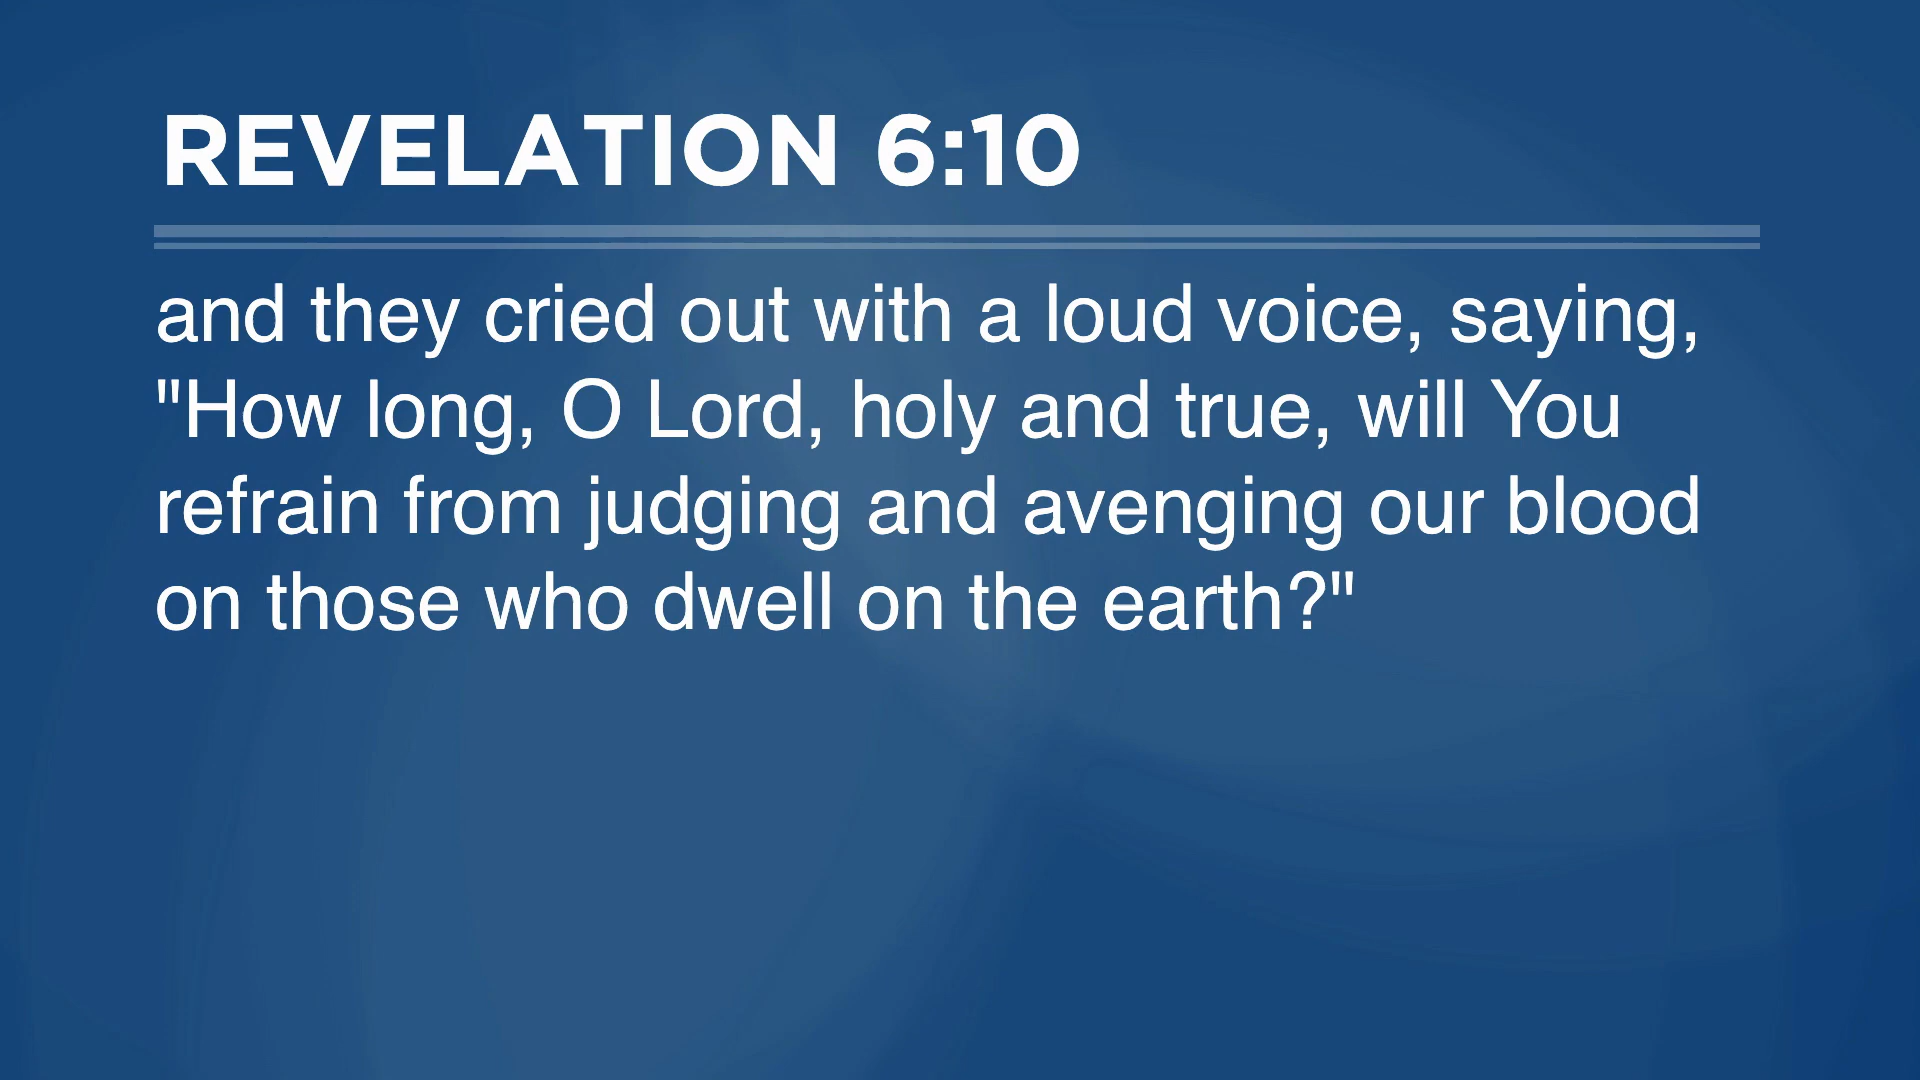 REVELATION 6:10
and they cried out with a loud voice, saying,
"How long, O Lord, holy and true, will You
refrain from judging and avenging our blood
on those who dwell on the earth?"